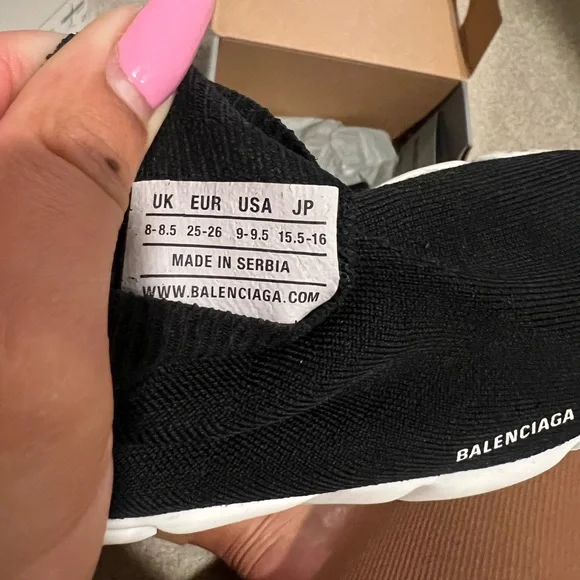 UK EUR USA JP
8-8.5 25-26 9-9.5 15.5-16
MADE IN SERBIA
WWW.BALENCIAGA.COM
BALENCIAGA